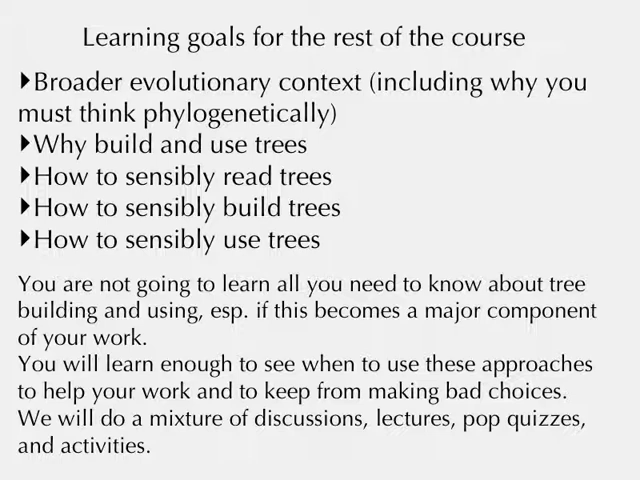 Learning goals for the rest of the course
‣Broader evolutionary context (including why you
must think phylogenetically)
‣Why build and use trees
‣How to sensibly read trees
‣How to sensibly build trees
‣How to sensibly use trees
You are not going to learn all you need to know about tree
building and using, esp. if this becomes a major component
of your work.
You will learn enough to see when to use these approaches
to help your work and to keep from making bad choices.
We will do a mixture of discussions, lectures, pop quizzes,
and activities.